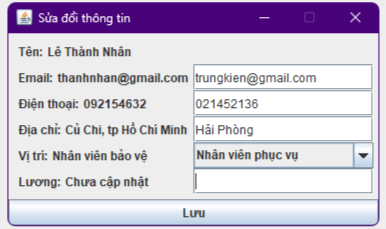 Sửa đổi thông tin
Tên: Lê Thành Nhân
Email: thanhnhan@gmail.com trungkien@gmail.com
Điện thoại: 092154632 021452136
Địa chỉ: Củ Chi, tp Hồ Chí Minh Hải Phòng
Vị trí: Nhân viên bảo vệ Nhân viên phục vụ
Lương: Chưa cập nhật
Lưu